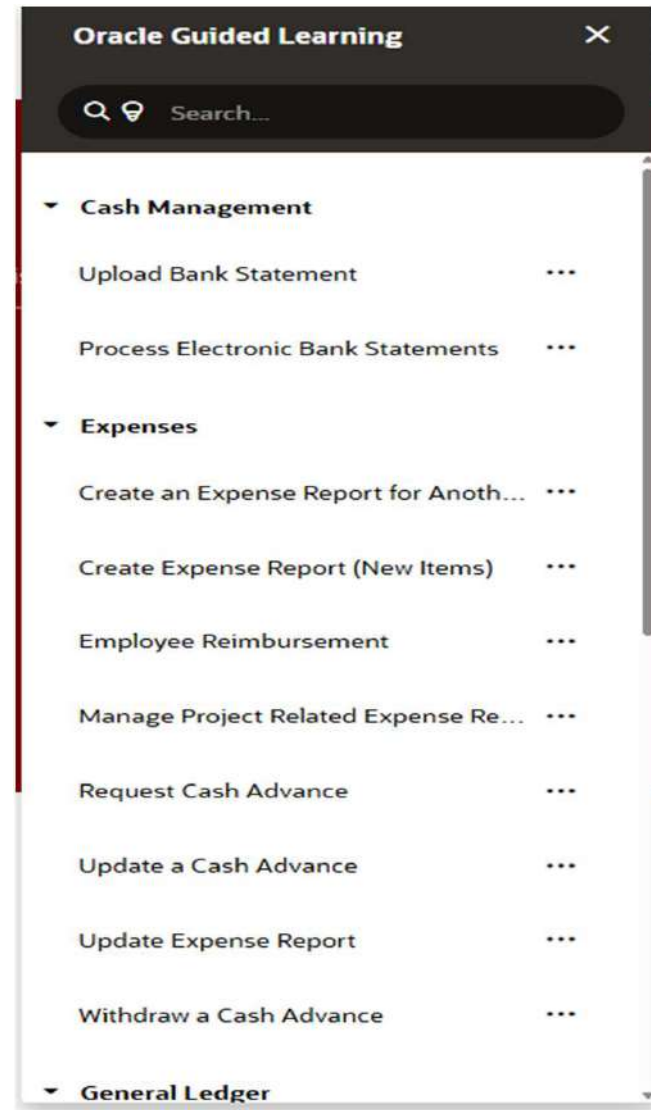 Oracle Guided Learning
Search...
Cash Management
Upload Bank Statement
Process Electronic Bank Statements
Expenses
Create an Expense Report for Anoth...
Create Expense Report (New Items)
Employee Reimbursement
Manage Project Related Expense Re...
Request Cash Advance
Update a Cash Advance
Update Expense Report
Withdraw a Cash Advance
General Ledger